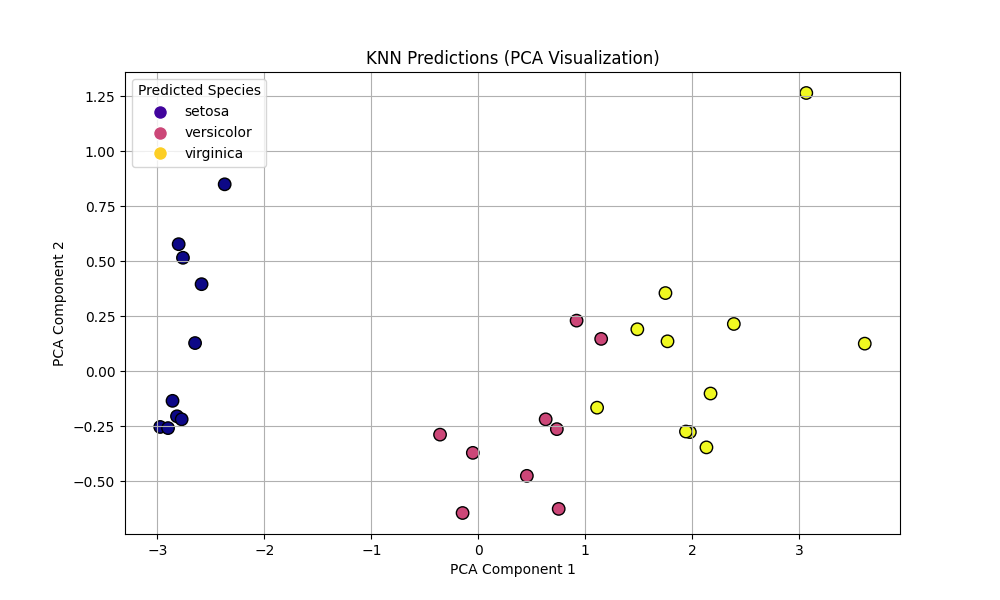 KNN Predictions (PCA Visualization)
Predicted Species
setosa
versicolor
virginica
1.25
1.00
0.75
0.50
0.25
0.00
−0.25
−0.50
PCA Component 2
−3 −2 −1 0 1 2 3
PCA Component 1